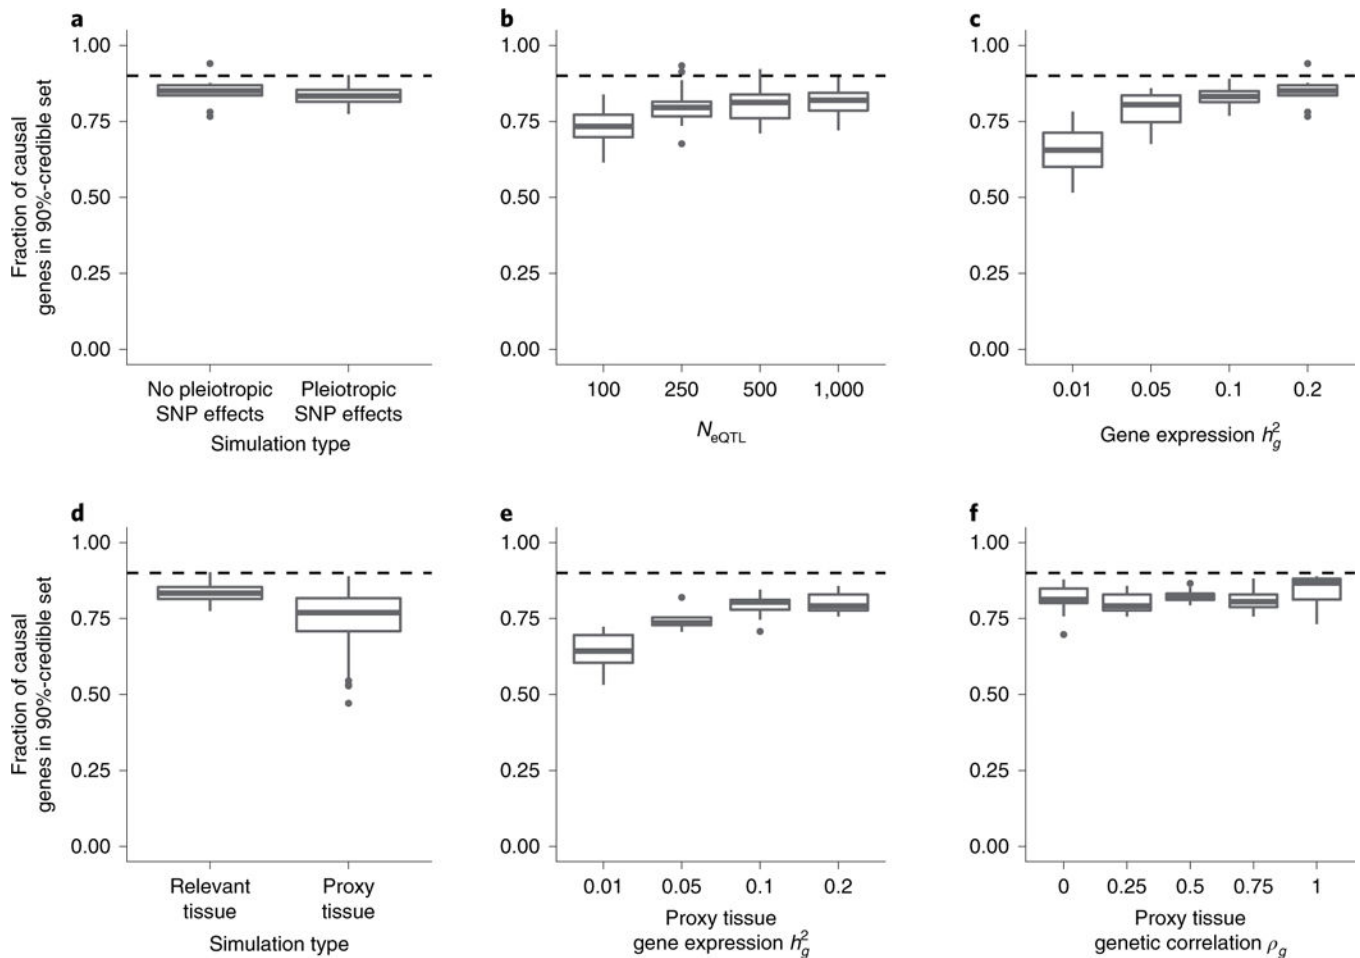 a
1.00
0.75
0.50
0.25
0.00
Fraction of causal
genes in 90%-credible set
No pleiotropic
SNP effects
Pleiotropic
SNP effects
Simulation type
b
1.00
0.75
0.50
0.25
0.00
100 250 500 1,000
N_eQTL
c
1.00
0.75
0.50
0.25
0.00
0.01 0.05 0.1 0.2
Gene expression h²_g
d
1.00
0.75
0.50
0.25
0.00
Fraction of causal
genes in 90%-credible set
Relevant
tissue
Proxy
tissue
Simulation type
e
1.00
0.75
0.50
0.25
0.00
0.01 0.05 0.1 0.2
Proxy tissue
gene expression h²_g
f
1.00
0.75
0.50
0.25
0.00
0 0.25 0.5 0.75 1
Proxy tissue
genetic correlation ρ_g